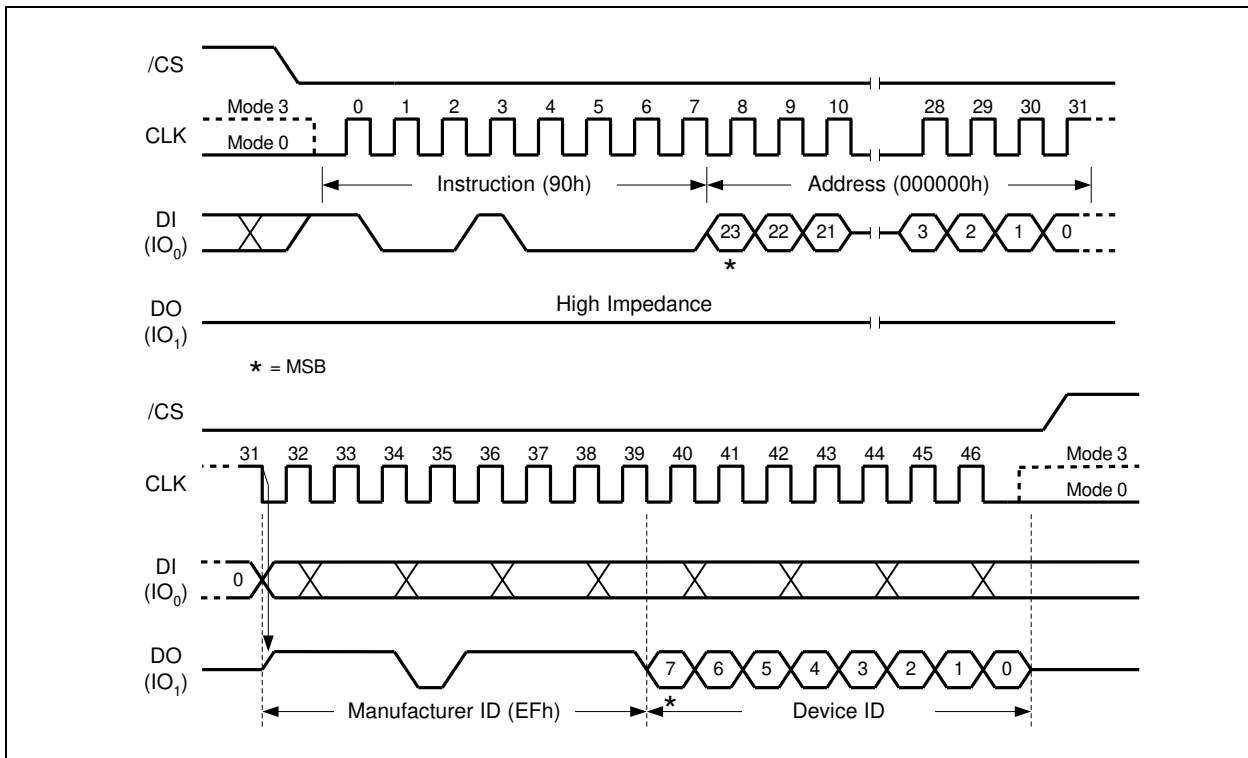 /CS
Mode 3
CLK
Mode 0
0 1 2 3 4 5 6 7 8 9 10 28 29 30 31
Instruction (90h)
Address (000000h)
DI
(IO0)
23 22 21 3 2 1 0
*
High Impedance
DO
(IO1)
* = MSB
/CS
31 32 33 34 35 36 37 38 39 40 41 42 43 44 45 46
Mode 3
CLK
Mode 0
DI
(IO0)
0
DO
(IO1)
7 6 5 4 3 2 1 0
*
Manufacturer ID (EFh)
Device ID